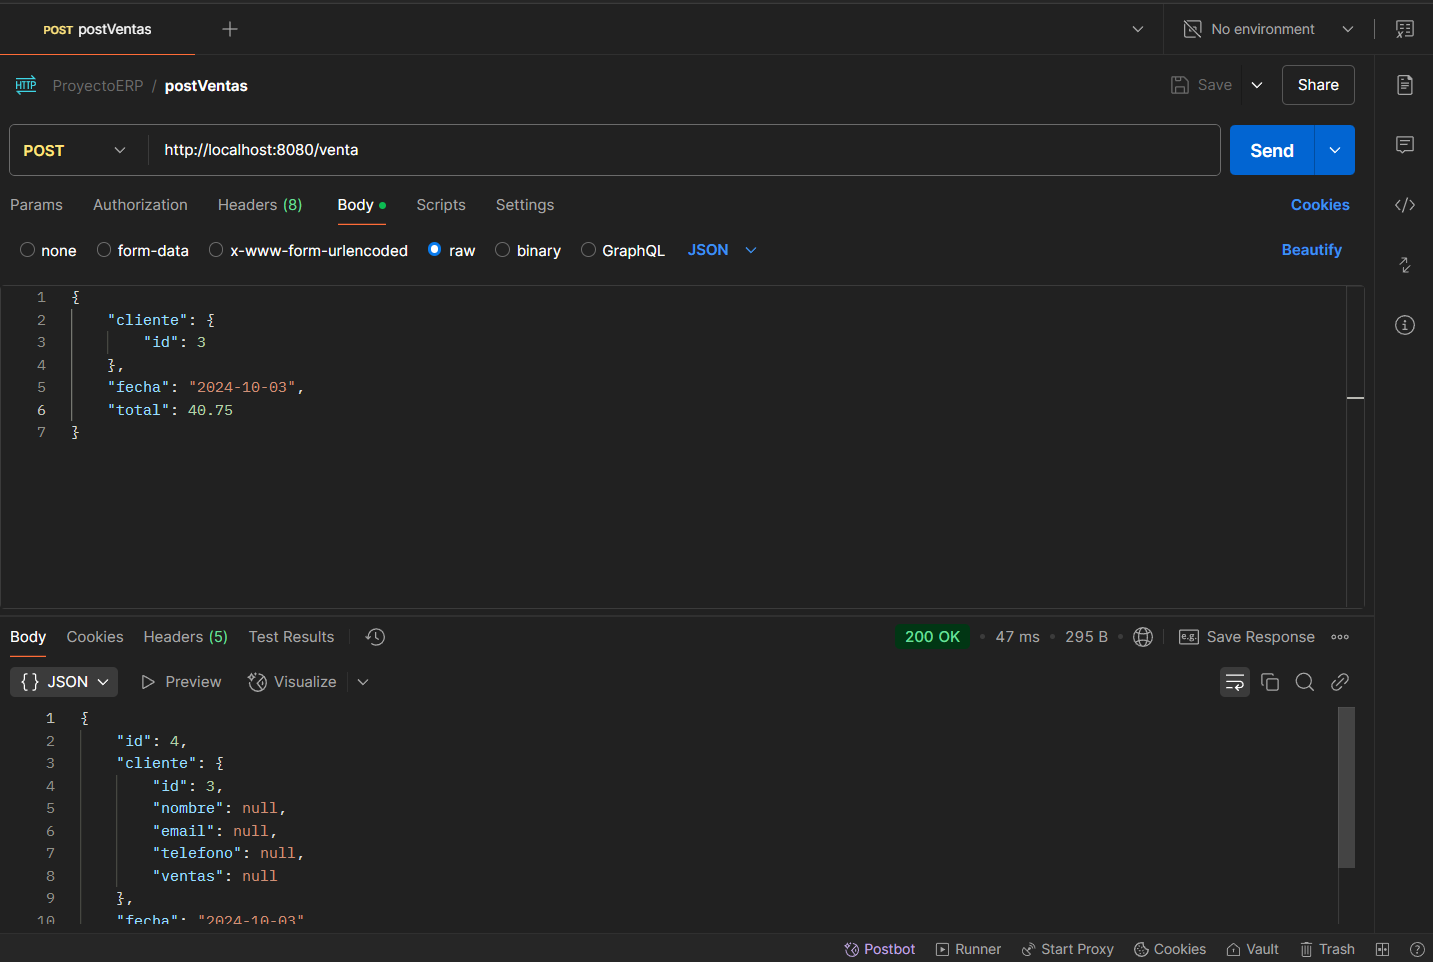 POST postVentas
No environment
HTTP ProyectoERP / postVentas
Save
Share
POST
http://localhost:8080/venta
Send
Params Authorization Headers (8) Body Scripts Settings
Cookies
none form-data x-www-form-urlencoded raw binary GraphQL JSON
Beautify
1 {
2 "cliente": {
3 "id": 3
4 },
5 "fecha": "2024-10-03",
6 "total": 40.75
7 }
Body Cookies Headers (5) Test Results
200 OK • 47 ms • 295 B •
e.g. Save Response
{} JSON Preview Visualize
1 {
2 "id": 4,
3 "cliente": {
4 "id": 3,
5 "nombre": null,
6 "email": null,
7 "telefono": null,
8 "ventas": null
9 },
10 "fecha": "2024-10-03"
Postbot Runner Start Proxy Cookies Vault Trash